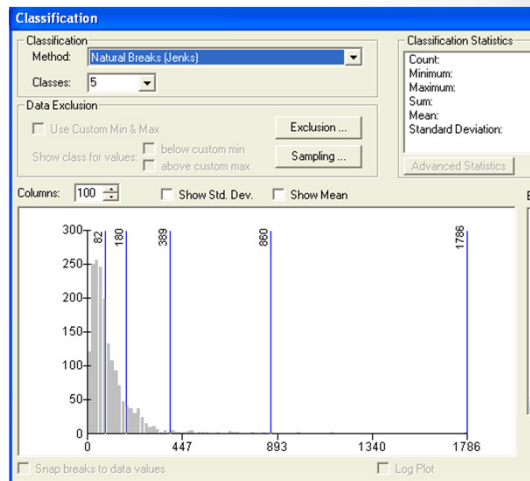 Classification
Classification
Method: Natural Breaks (Jenks)
Classes: 5
Data Exclusion
Use Custom Min & Max
Exclusion ...
Show class for values:
below custom min
above custom max
Sampling ...
Classification Statistics
Count:
Minimum:
Maximum:
Sum:
Mean:
Standard Deviation:
Advanced Statistics
Columns: 100
Show Std. Dev.
Show Mean
82
180
389
860
1786
300
250
200
150
100
50
0
0 447 893 1340 1786
Snap breaks to data values
Log Plot